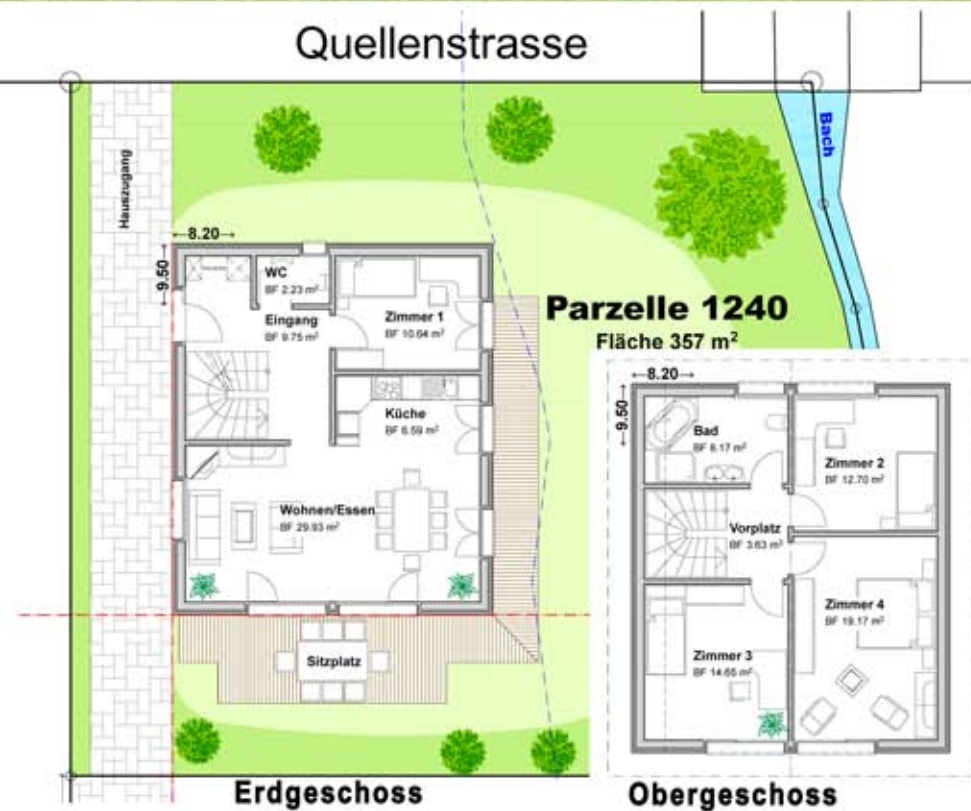 Quellenstrasse
Bach
Hauszugang
←8.20→
←9.50→
WC
BF 2.23 m²
Eingang
BF 9.75 m²
Zimmer 1
BF 10.64 m²
Parzelle 1240
Fläche 357 m²
Küche
BF 6.59 m²
Wohnen/Essen
BF 29.93 m²
Sitzplatz
Erdgeschoss
←8.20→
←9.50→
Bad
BF 8.17 m²
Zimmer 2
BF 12.70 m²
Vorplatz
BF 3.63 m²
Zimmer 4
BF 19.17 m²
Zimmer 3
BF 14.65 m²
Obergeschoss